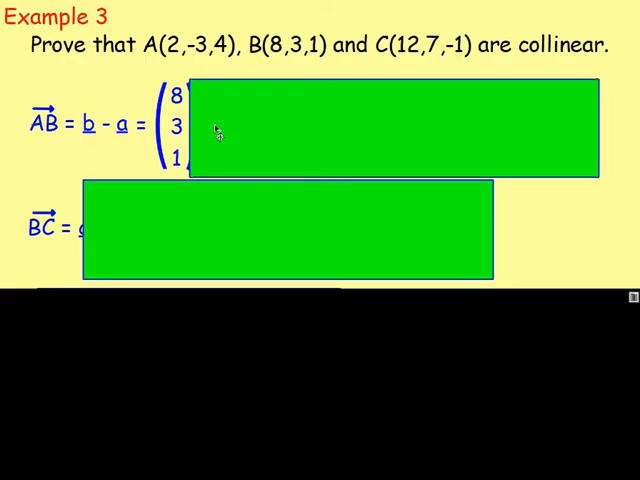 Example 3
Prove that A(2,-3,4), B(8,3,1) and C(12,7,-1) are collinear.
AB = b - a = (8
3
1)
BC =